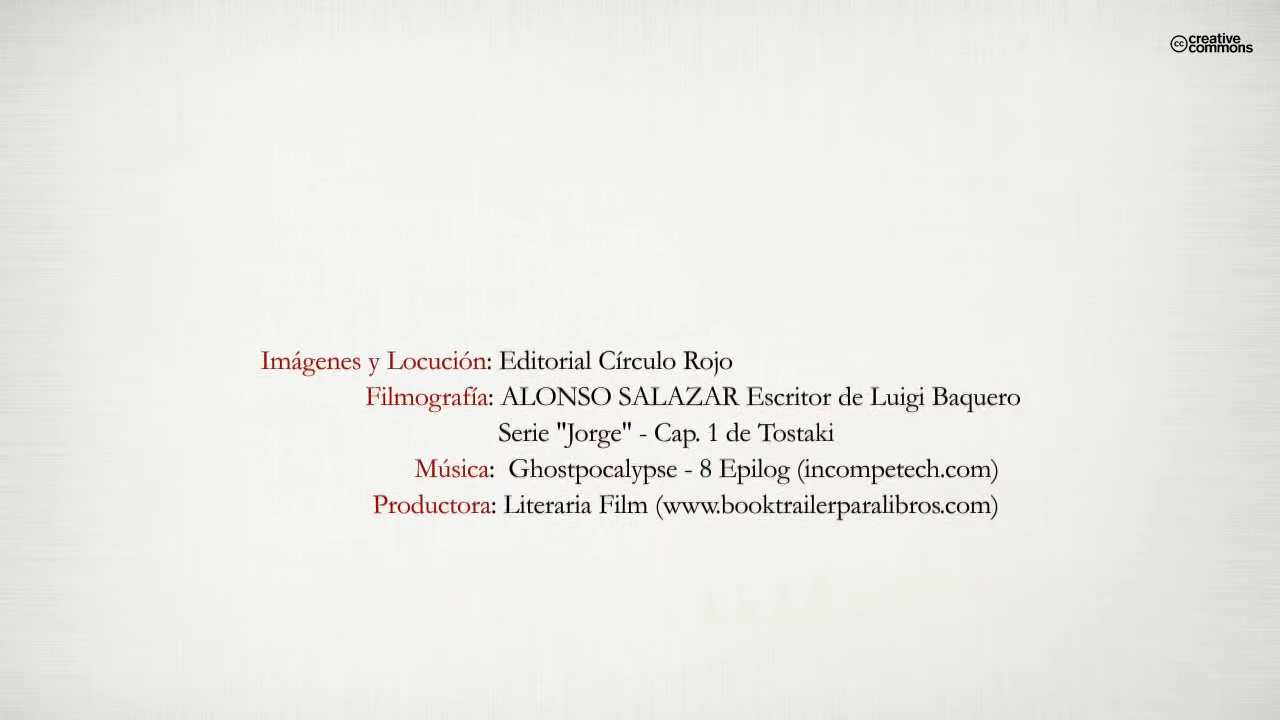 creative
commons
Imágenes y Locución: Editorial Círculo Rojo
Filmografía: ALONSO SALAZAR Escritor de Luigi Baquero
Serie "Jorge" - Cap. 1 de Tostaki
Música: Ghostpocalypse - 8 Epilog (incompetech.com)
Productora: Literaria Film (www.booktrailerparalibros.com)